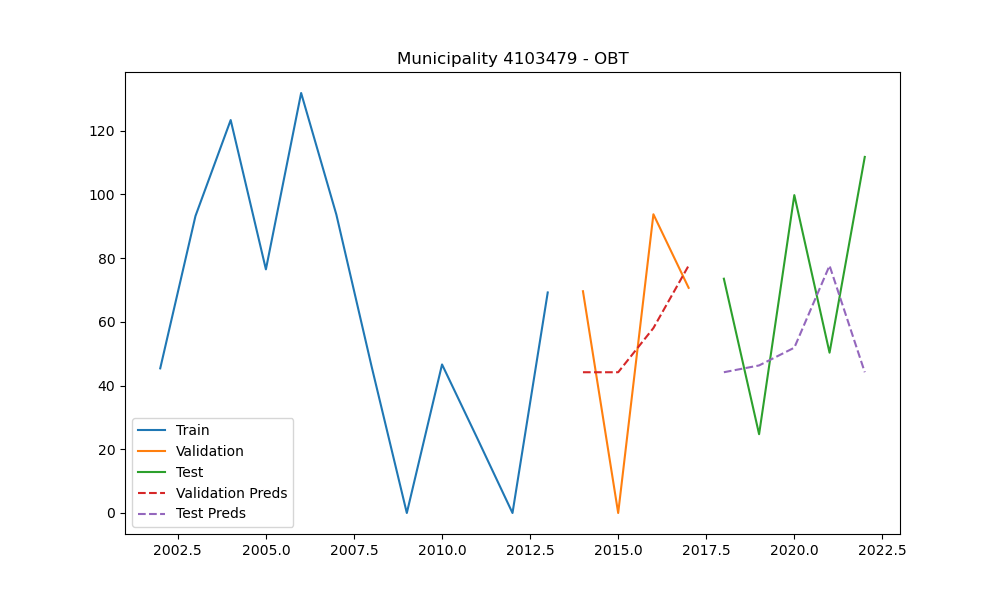 Municipality 4103479 - OBT
120
100
80
60
40
20
0
Train
Validation
Test
Validation Preds
Test Preds
2002.5 2005.0 2007.5 2010.0 2012.5 2015.0 2017.5 2020.0 2022.5